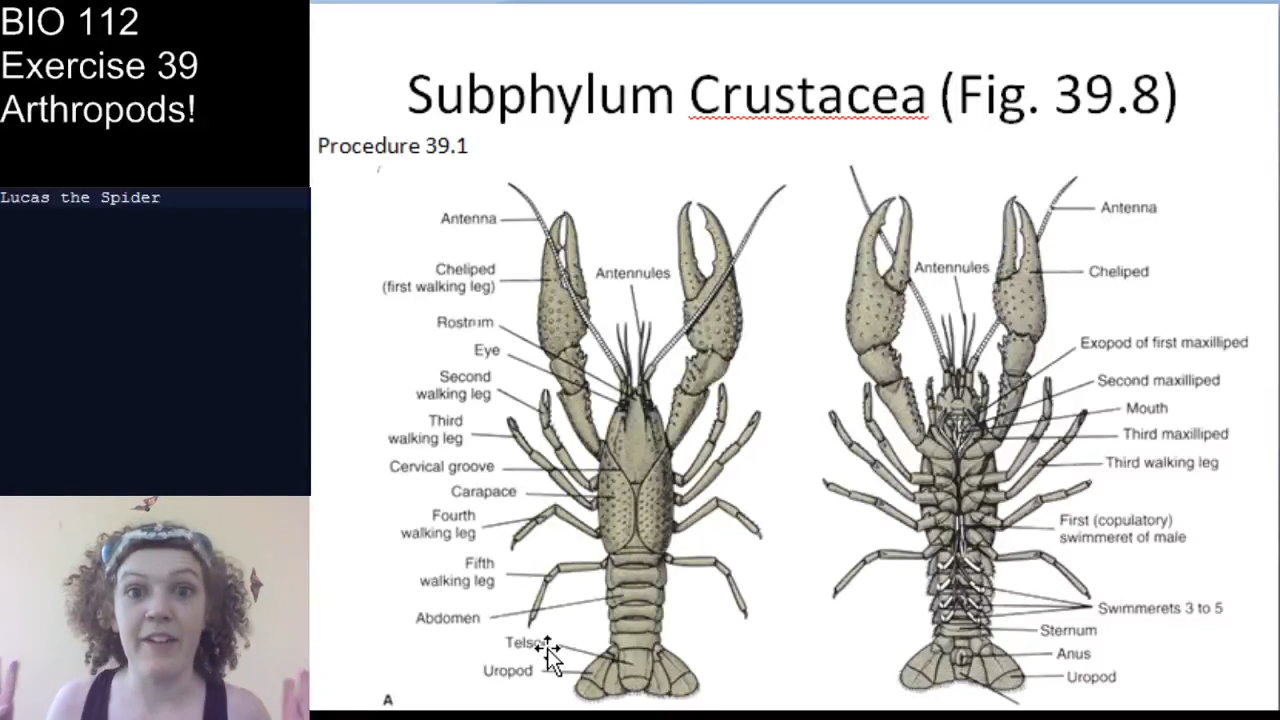 BIO 112
Exercise 39
Arthropods!
Lucas the Spider
Subphylum Crustacea (Fig. 39.8)
Procedure 39.1
Antenna
Cheliped
(first walking leg)
Antennules
Rostrum
Eye
Second
walking leg
Third
walking leg
Cervical groove
Carapace
Fourth
walking leg
Fifth
walking leg
Abdomen
Uropod
A
Antenna
Antennules
Cheliped
Exopod of first maxilliped
Second maxilliped
Mouth
Third maxilliped
Third walking leg
First (copulatory)
swimmeret of male
Swimmerets 3 to 5
Sternum
Anus
Uropod